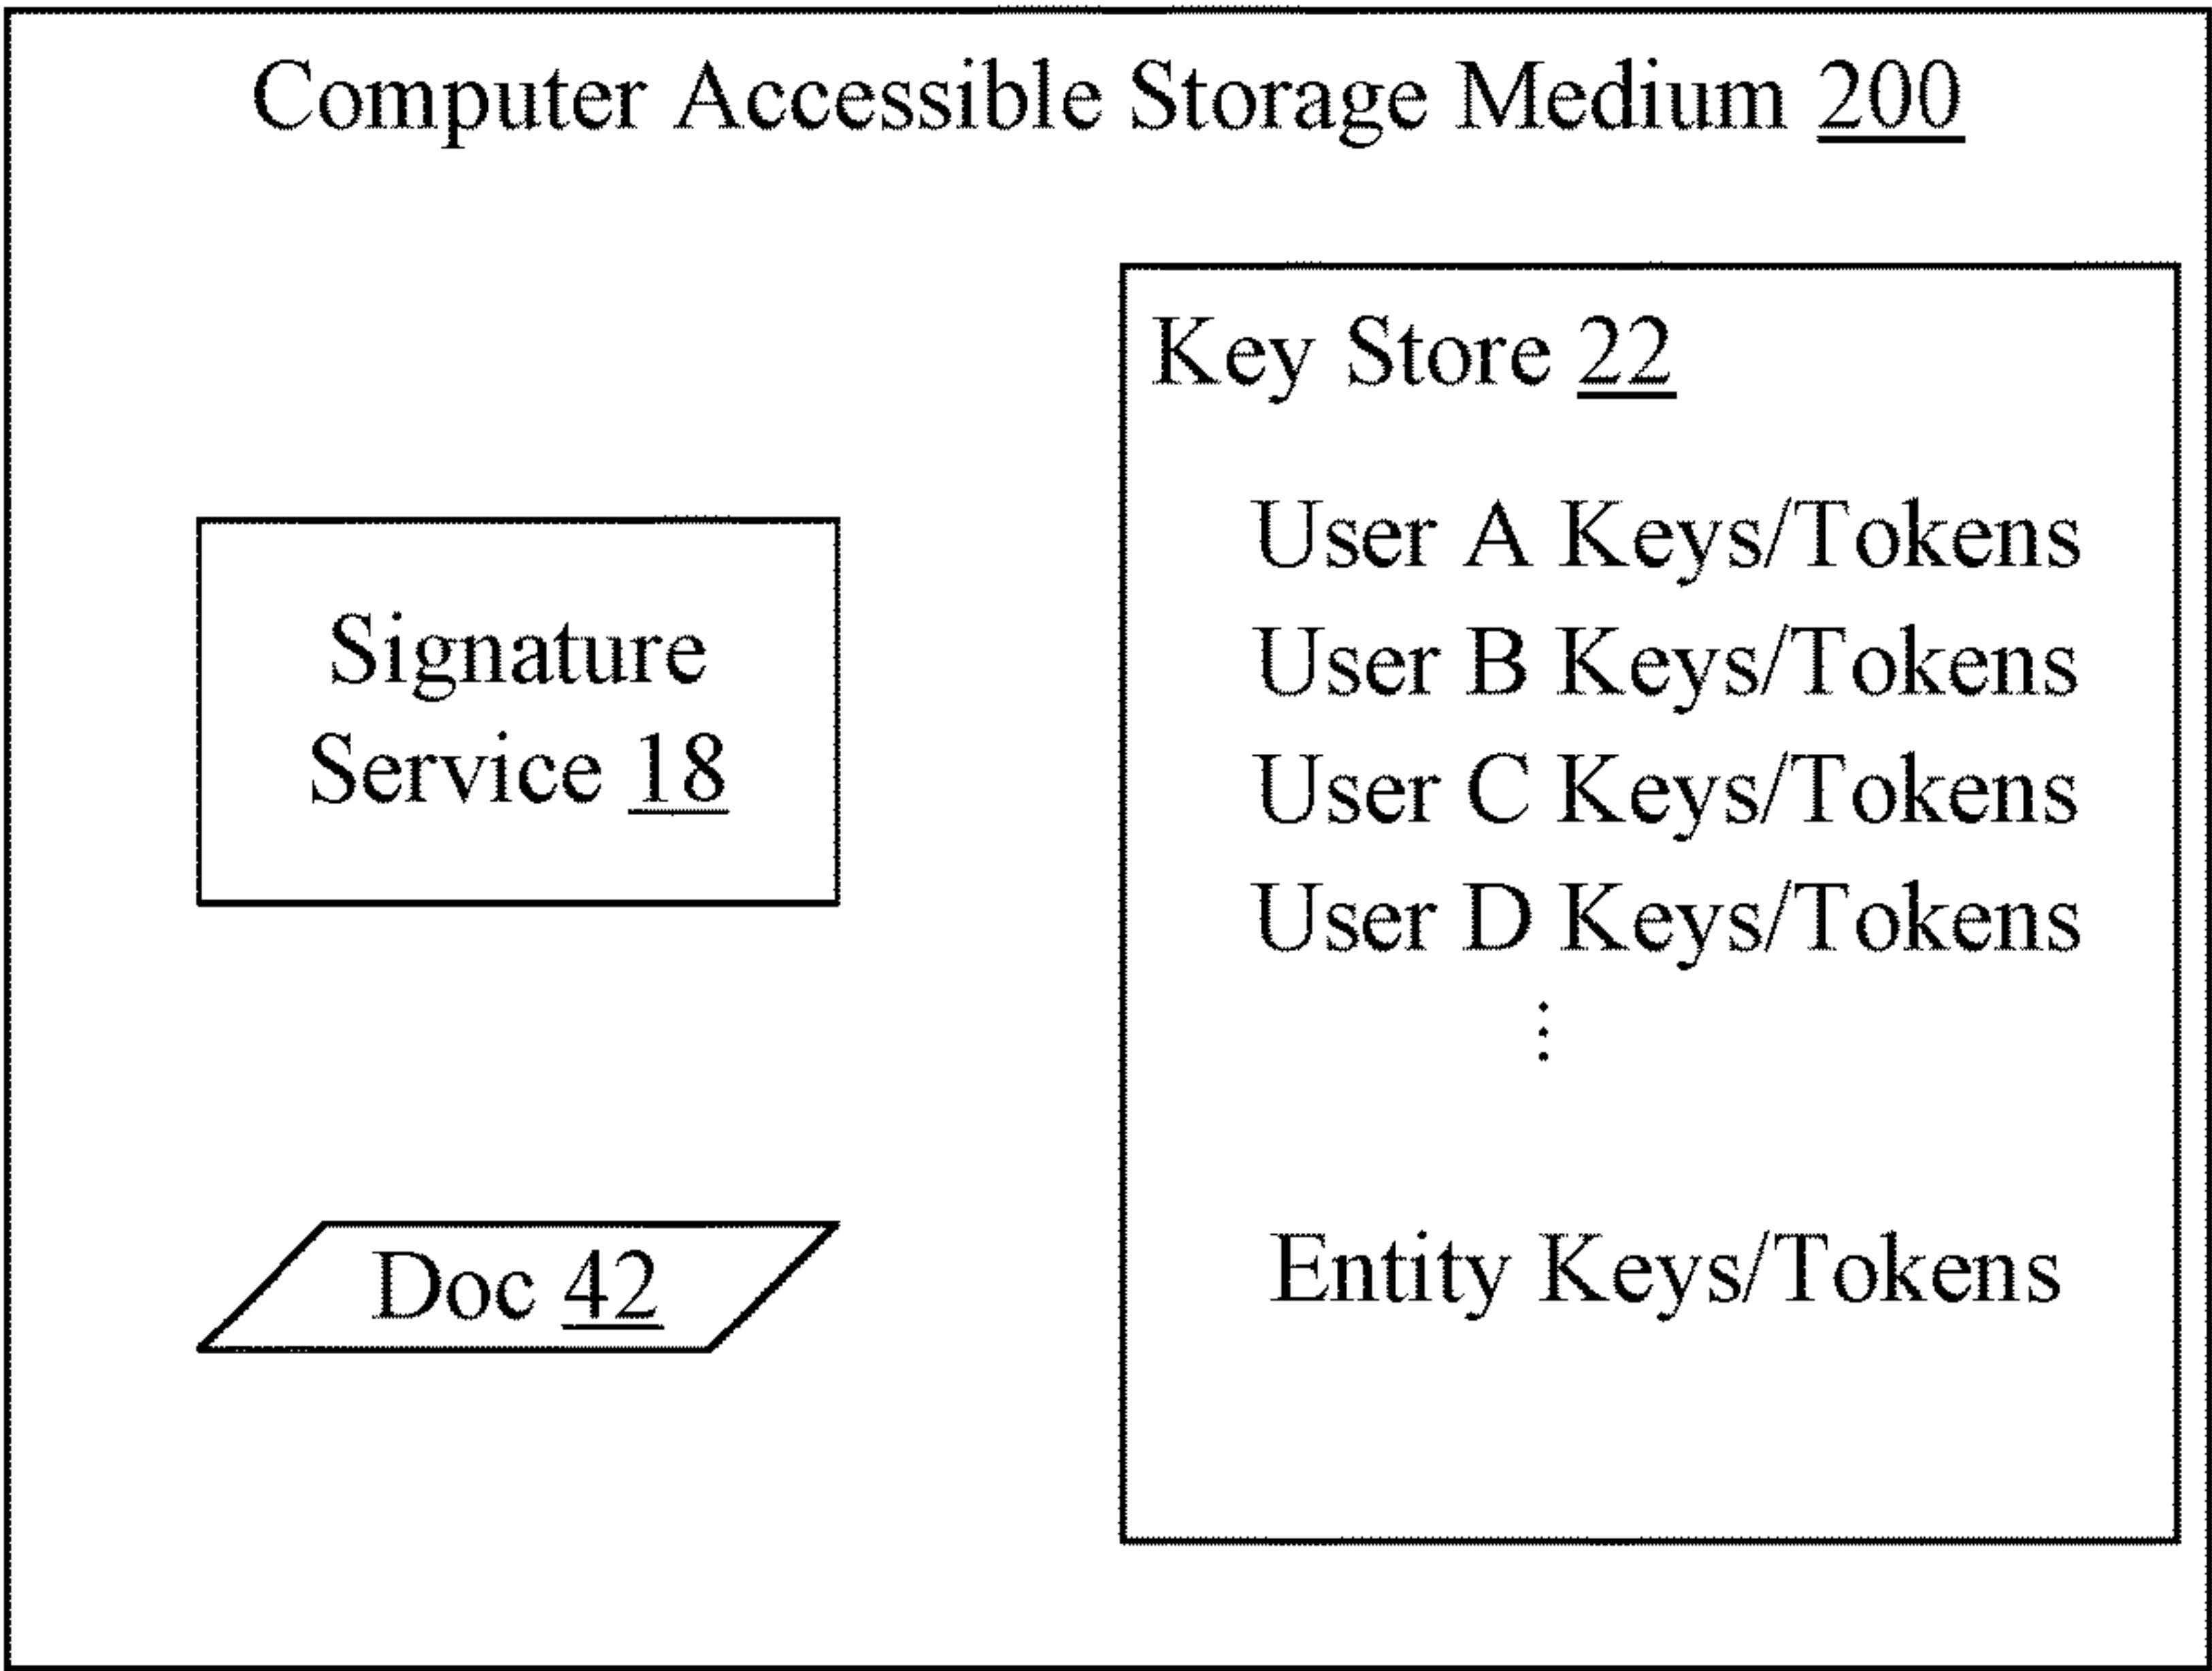 Computer Accessible Storage Medium 200
Signature
Service 18
Doc 42
Key Store 22
User A Keys/Tokens
User B Keys/Tokens
User C Keys/Tokens
User D Keys/Tokens
⋮
Entity Keys/Tokens